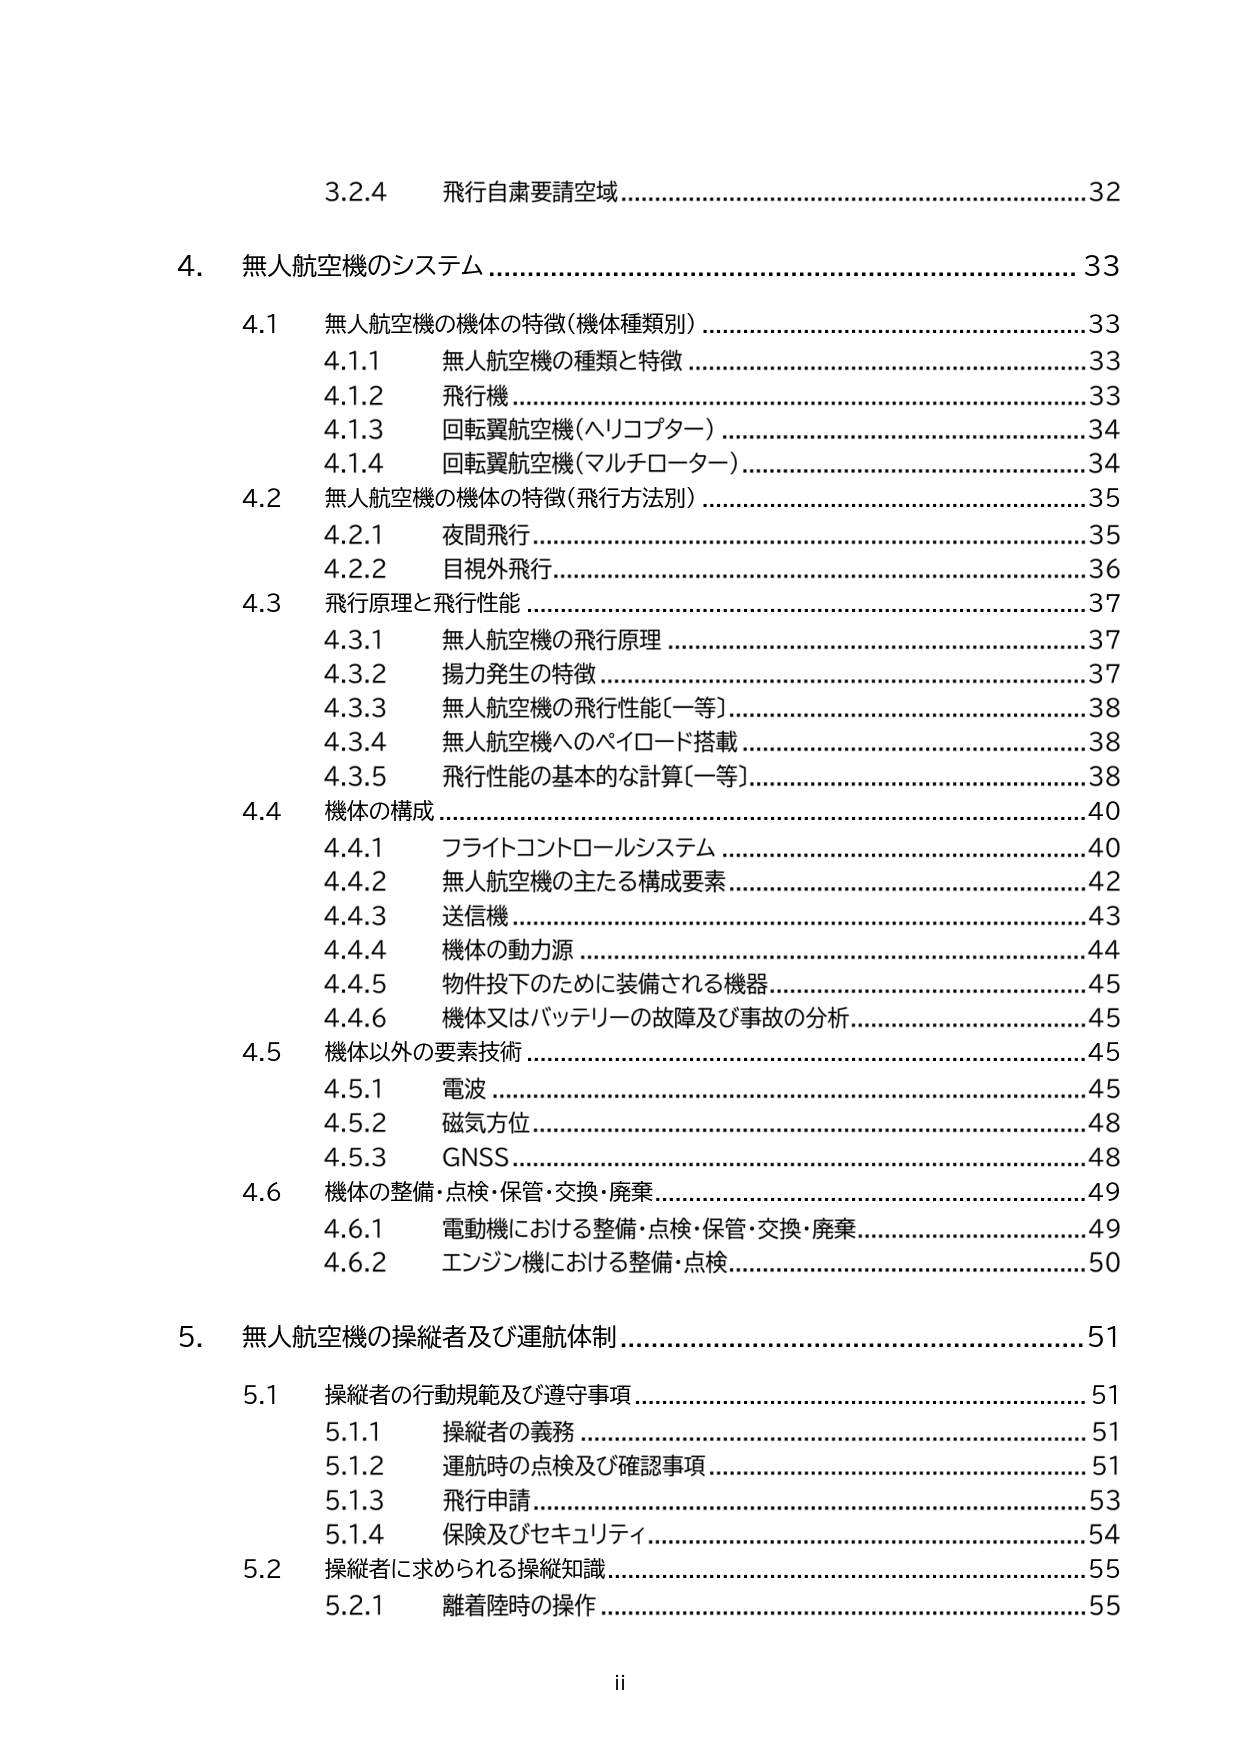 3.2.4 飛行自粛要請空域 32
4. 無人航空機のシステム 33
4.1 無人航空機の機体の特徴(機体種類別) 33
4.1.1 無人航空機の種類と特徴 33
4.1.2 飛行機 33
4.1.3 回転翼航空機(ヘリコプター) 34
4.1.4 回転翼航空機(マルチローター) 34
4.2 無人航空機の機体の特徴(飛行方法別) 35
4.2.1 夜間飛行 35
4.2.2 目視外飛行 36
4.3 飛行原理と飛行性能 37
4.3.1 無人航空機の飛行原理 37
4.3.2 揚力発生の特徴 37
4.3.3 無人航空機の飛行性能〔一等〕 38
4.3.4 無人航空機へのペイロード搭載 38
4.3.5 飛行性能の基本的な計算〔一等〕 38
4.4 機体の構成 40
4.4.1 フライトコントロールシステム 40
4.4.2 無人航空機の主たる構成要素 42
4.4.3 送信機 43
4.4.4 機体の動力源 44
4.4.5 物件投下のために装備される機器 45
4.4.6 機体又はバッテリーの故障及び事故の分析 45
4.5 機体以外の要素技術 45
4.5.1 電波 45
4.5.2 磁気方位 48
4.5.3 GNSS 48
4.6 機体の整備・点検・保管・交換・廃棄 49
4.6.1 電動機における整備・点検・保管・交換・廃棄 49
4.6.2 エンジン機における整備・点検 50
5. 無人航空機の操縦者及び運航体制 51
5.1 操縦者の行動規範及び遵守事項 51
5.1.1 操縦者の義務 51
5.1.2 運航時の点検及び確認事項 51
5.1.3 飛行申請 53
5.1.4 保険及びセキュリティ 54
5.2 操縦者に求められる操縦知識 55
5.2.1 離着陸時の操作 55
ii